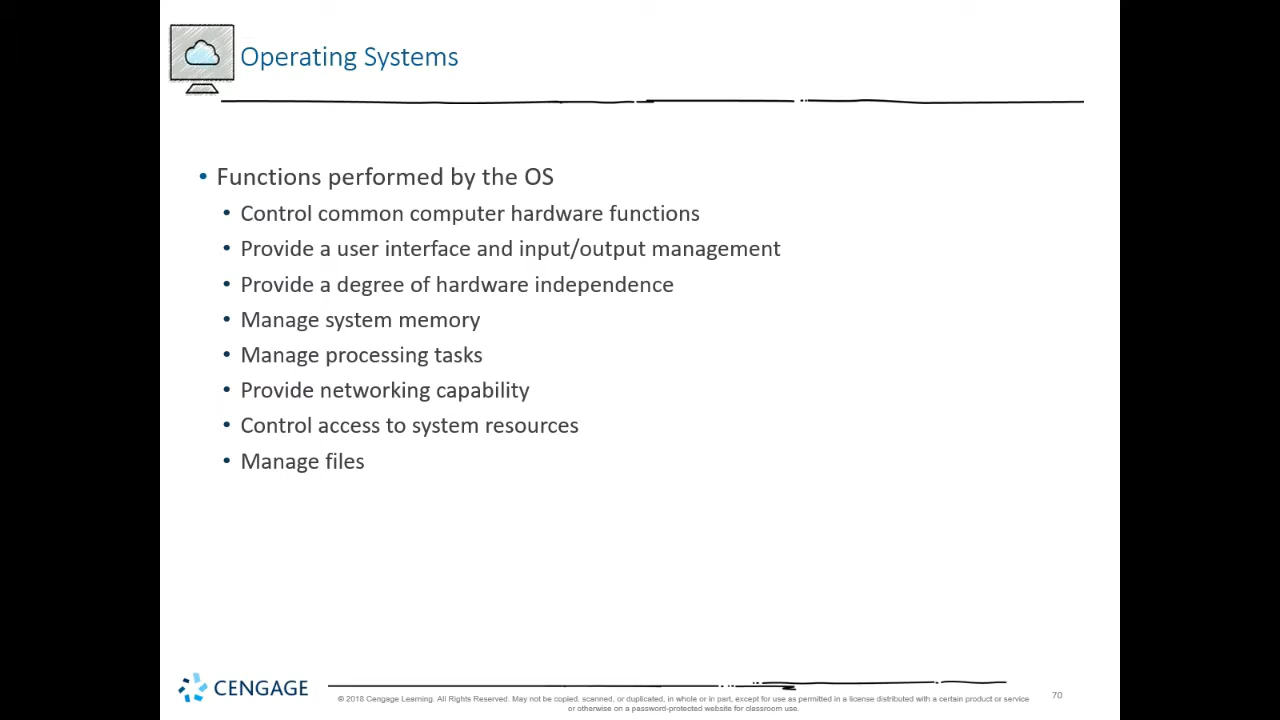 Operating Systems
• Functions performed by the OS
• Control common computer hardware functions
• Provide a user interface and input/output management
• Provide a degree of hardware independence
• Manage system memory
• Manage processing tasks
• Provide networking capability
• Control access to system resources
• Manage files
CENGAGE
© 2018 Cengage Learning. All Rights Reserved. May not be copied, scanned, or duplicated, in whole or in part, except for use as permitted in a license distributed with a certain product or service
or otherwise on a password-protected website for classroom use.
70